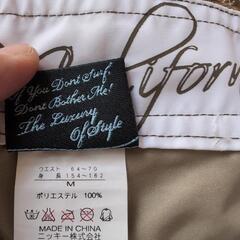 If You Dont Surf,
Dont Bother Me!
The Luxury
Of Style
ウエスト 64~70
身 長 154~162
M
ポリエステル 100%
MADE IN CHINA
ニッキー株式会社